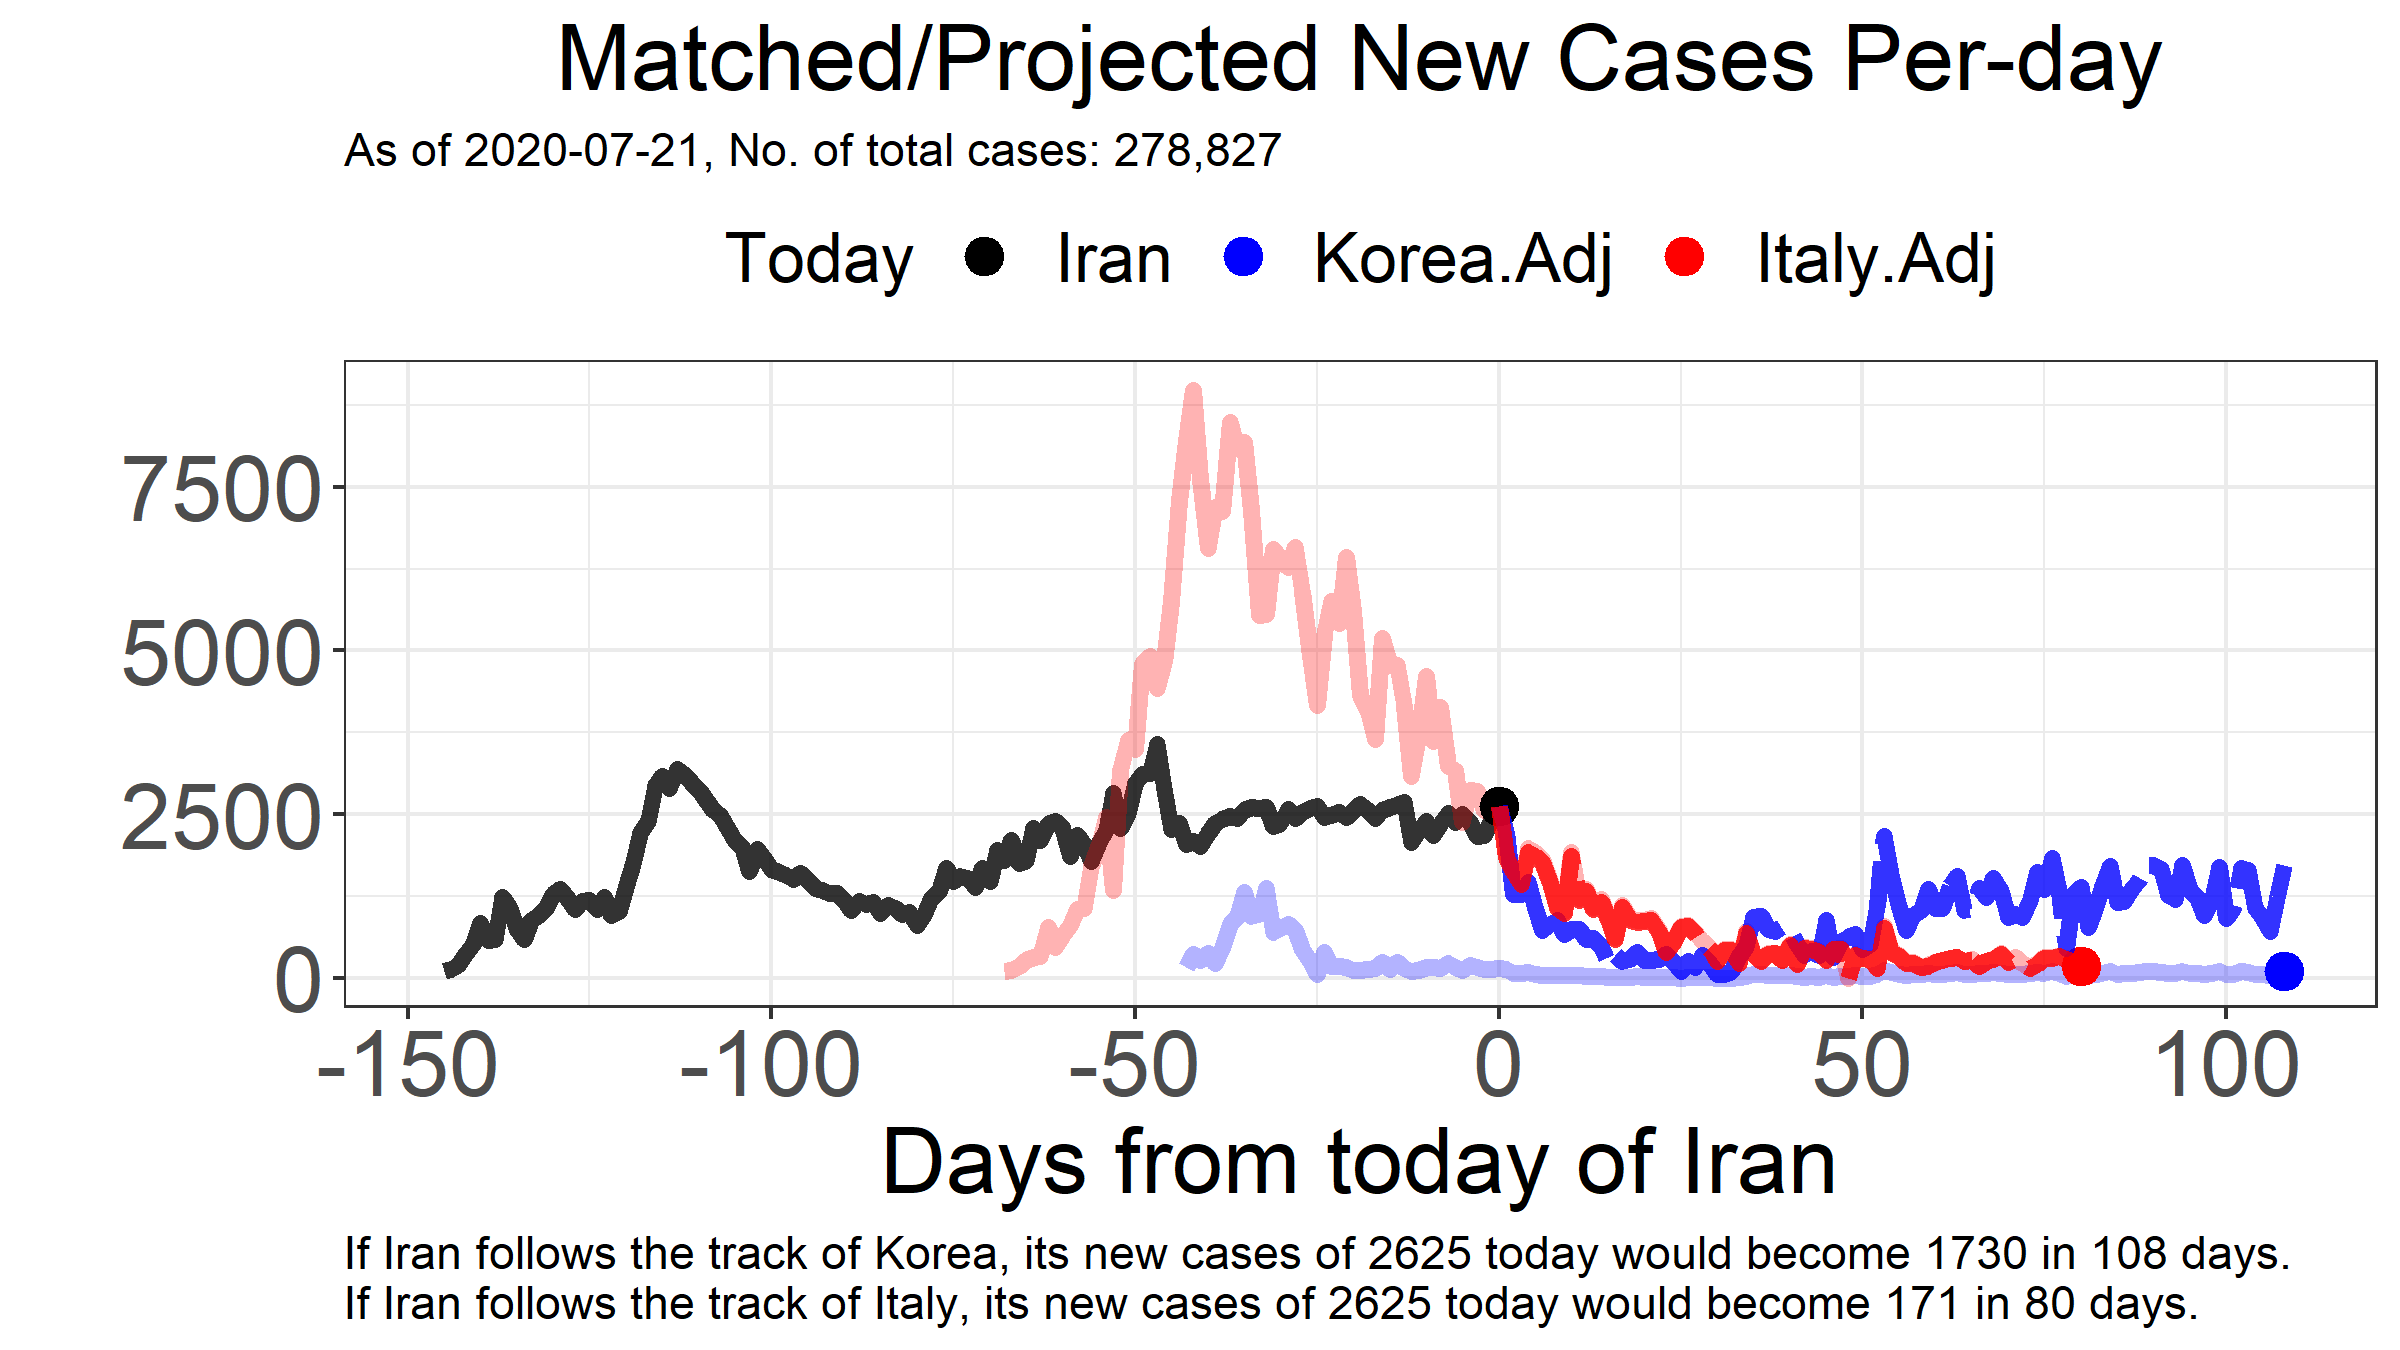 Matched/Projected New Cases Per-day
As of 2020-07-21, No. of total cases: 278,827
Today Iran Korea.Adj Italy.Adj
7500
5000
2500
0
-150 -100 -50 0 50 100
Days from today of Iran
If Iran follows the track of Korea, its new cases of 2625 today would become 1730 in 108 days.
If Iran follows the track of Italy, its new cases of 2625 today would become 171 in 80 days.